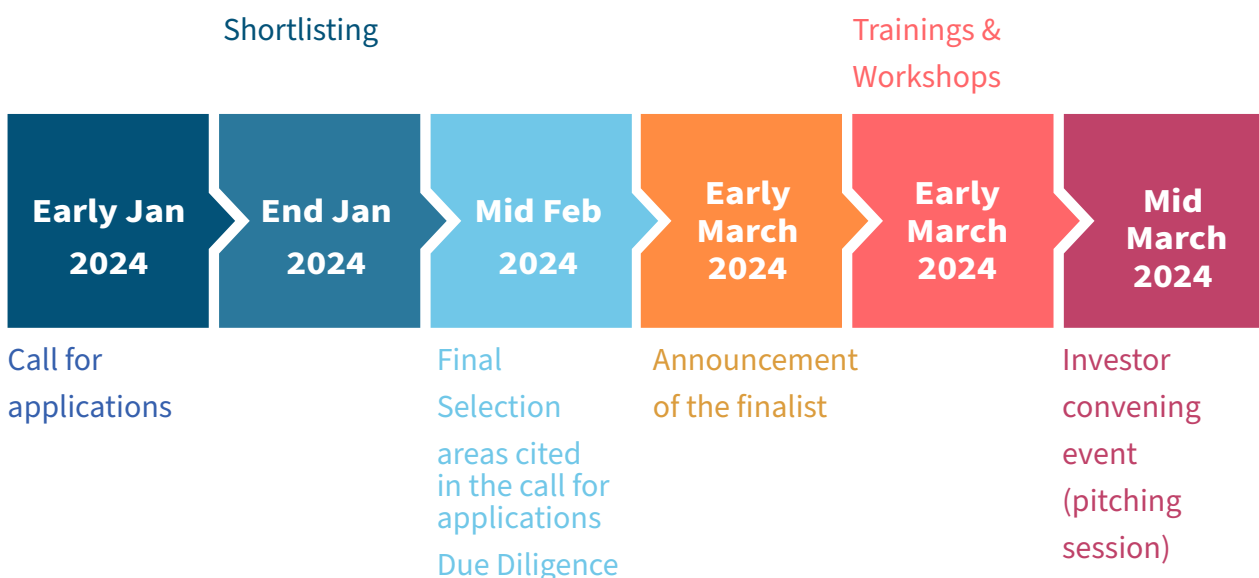 Shortlisting
Trainings &
Workshops
Early Jan
2024
End Jan
2024
Mid Feb
2024
Early
March
2024
Early
March
2024
Mid
March
2024
Call for
applications
Final
Selection
areas cited
in the call for
applications
Due Diligence
Announcement
of the finalist
Investor
convening
event
(pitching
session)